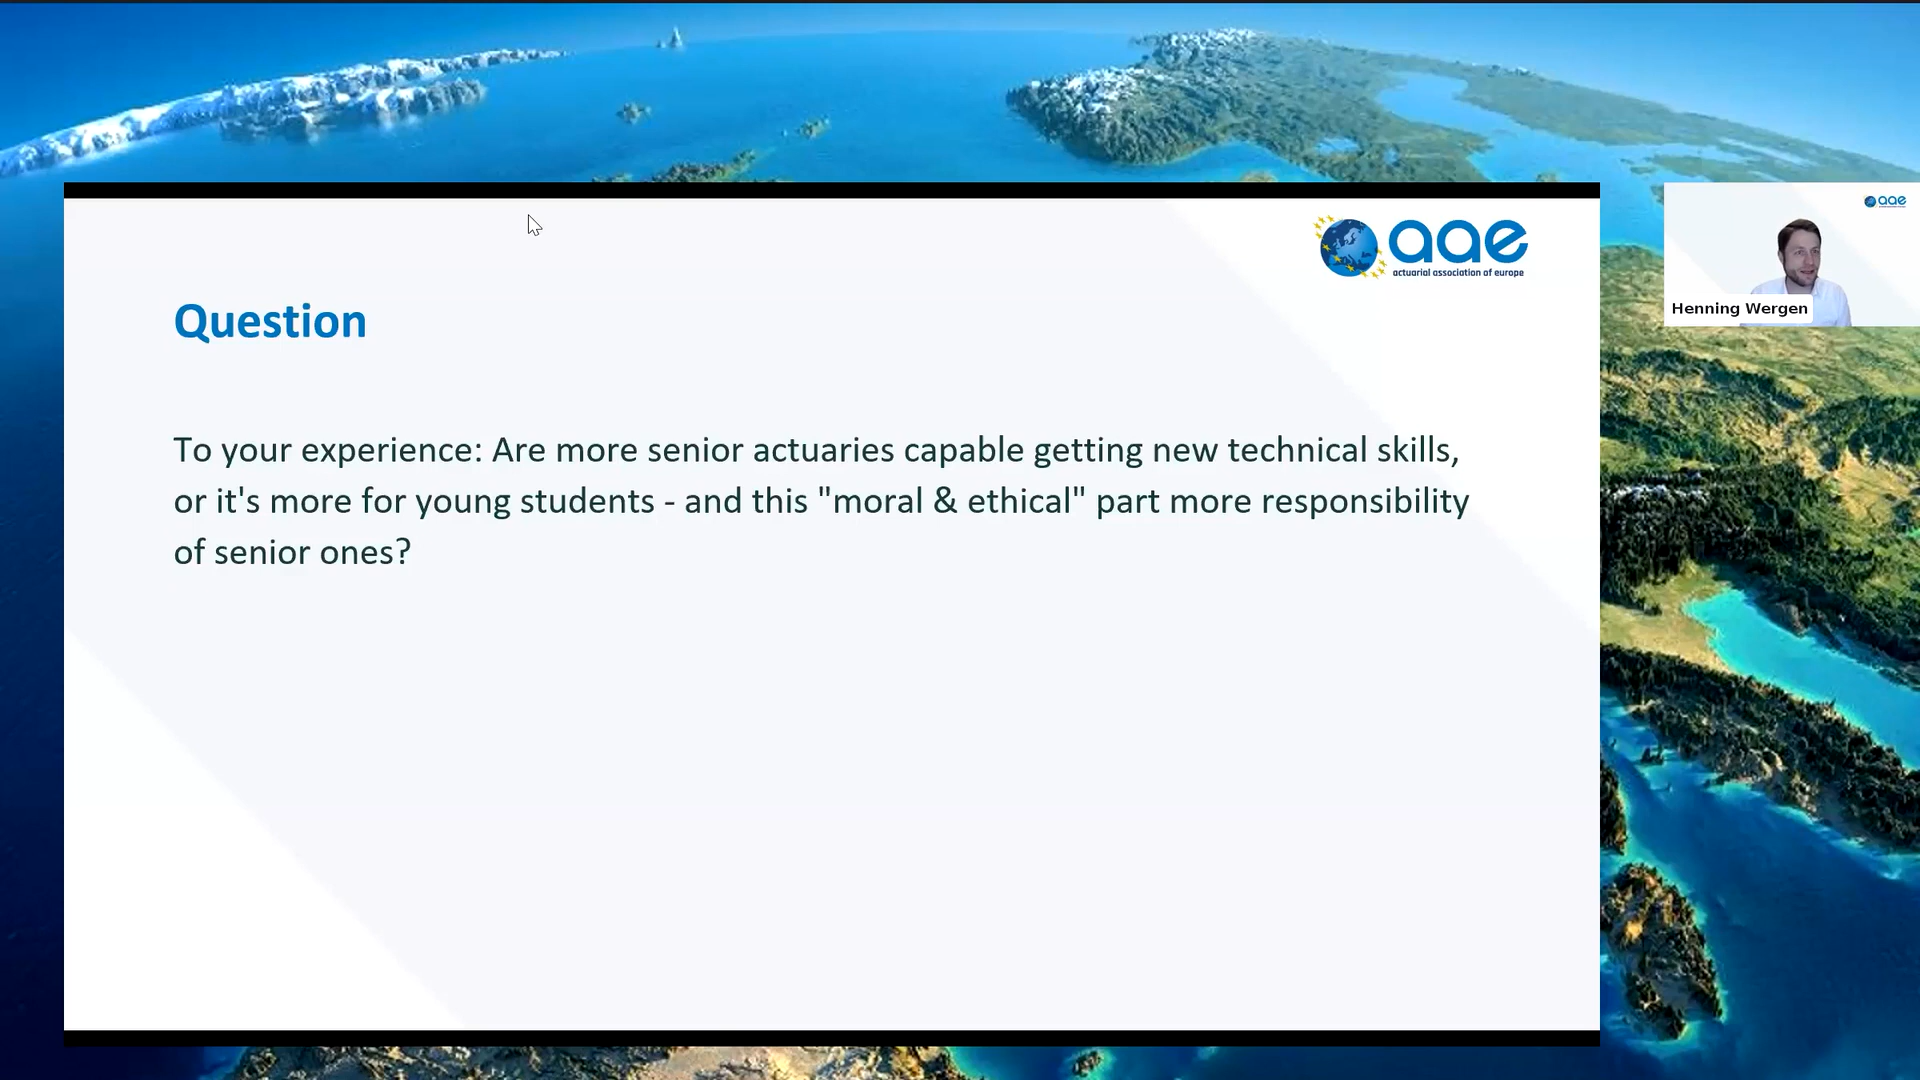 aae
actuarial association of europe
aae
Question
Henning Wergen
To your experience: Are more senior actuaries capable getting new technical skills,
or it's more for young students - and this "moral & ethical" part more responsibility
of senior ones?